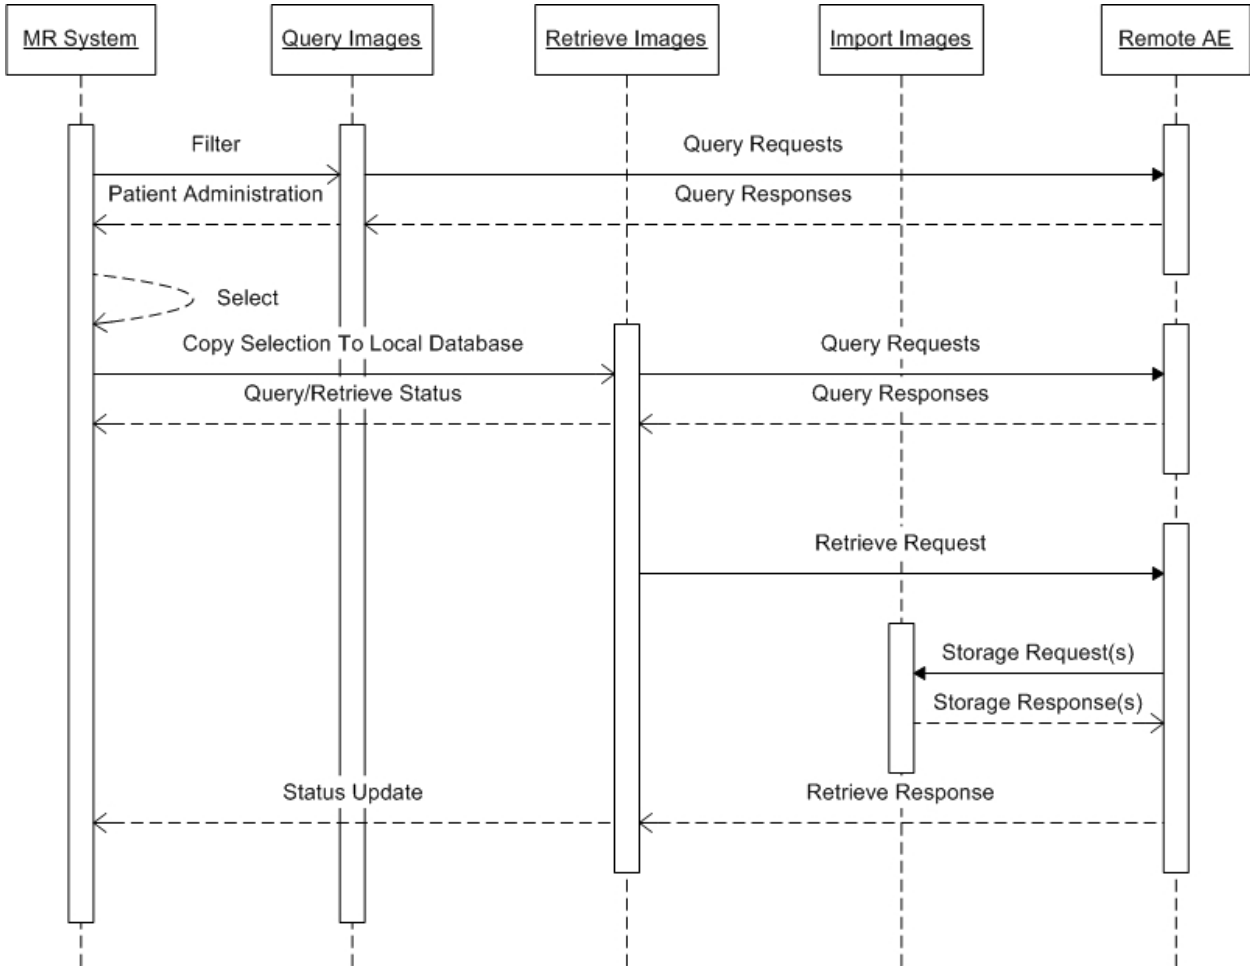 MR System
Query Images
Retrieve Images
Import Images
Remote AE
Filter
Query Requests
Patient Administration
Query Responses
Select
Copy Selection To Local Database
Query Requests
Query/Retrieve Status
Query Responses
Retrieve Request
Storage Request(s)
Storage Response(s)
Status Update
Retrieve Response